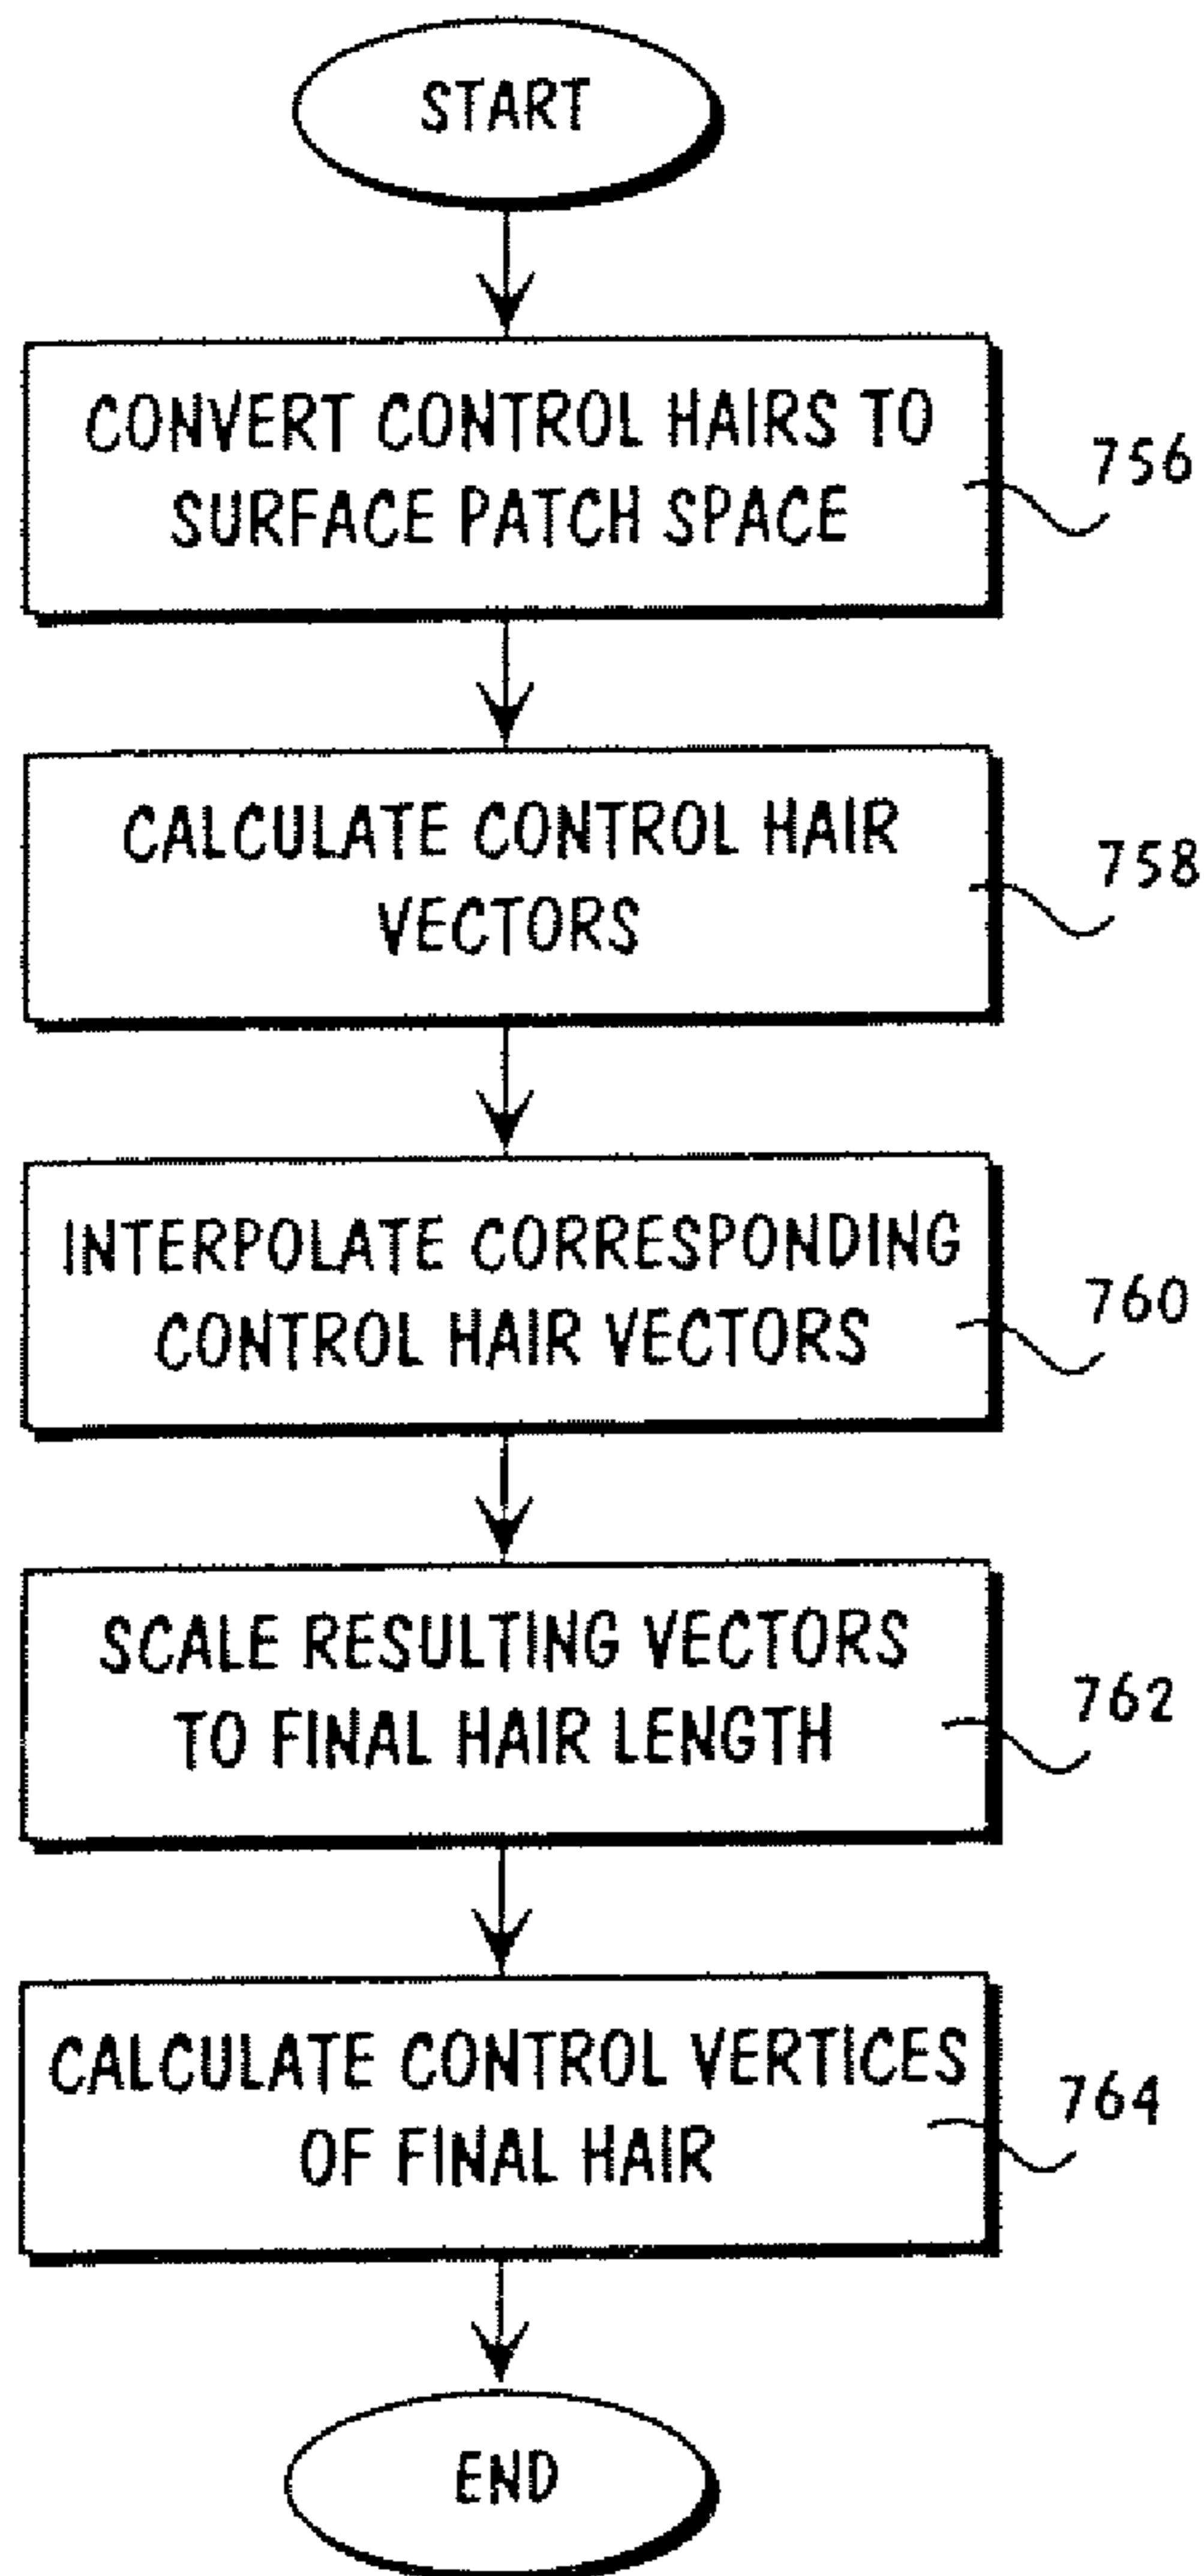 START
CONVERT CONTROL HAIRS TO
SURFACE PATCH SPACE
756
CALCULATE CONTROL HAIR
VECTORS
758
INTERPOLATE CORRESPONDING
CONTROL HAIR VECTORS
760
SCALE RESULTING VECTORS
TO FINAL HAIR LENGTH
762
CALCULATE CONTROL VERTICES
OF FINAL HAIR
764
END